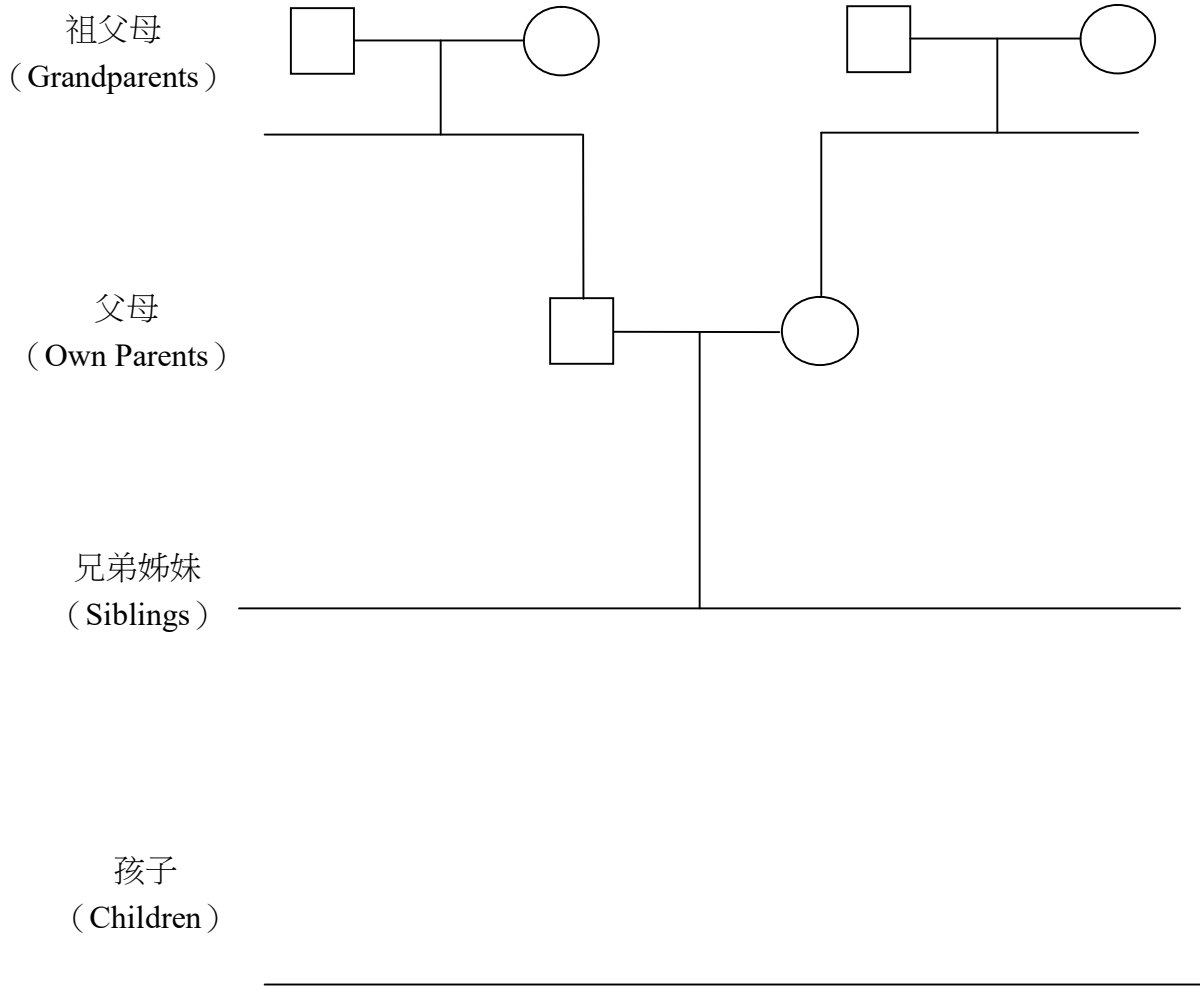 祖父母
（Grandparents）
父母
（Own Parents）
兄弟姊妹
（Siblings）
孩子
（Children）